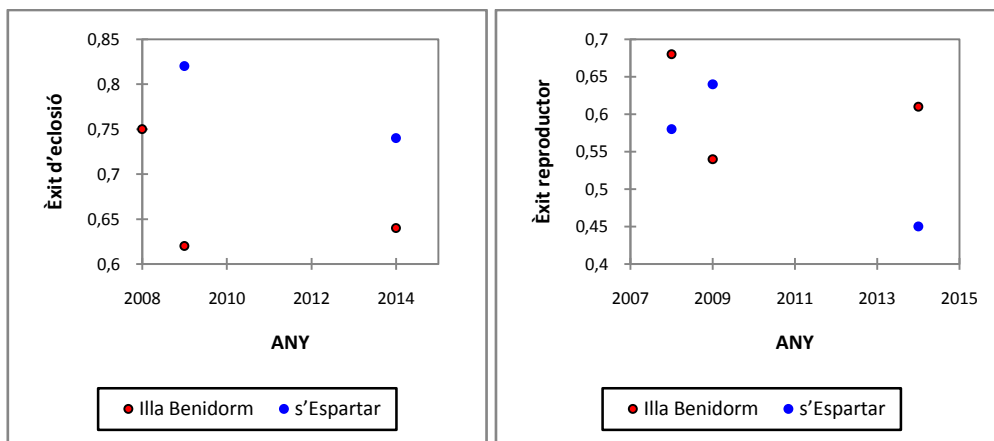 Èxit d'eclosió
0,85
0,8
0,75
0,7
0,65
0,6
2008 2010 2012 2014
ANY
Illa Benidorm s'Espartar
Èxit reproductor
0,7
0,65
0,6
0,55
0,5
0,45
0,4
2007 2009 2011 2013 2015
ANY
Illa Benidorm s'Espartar